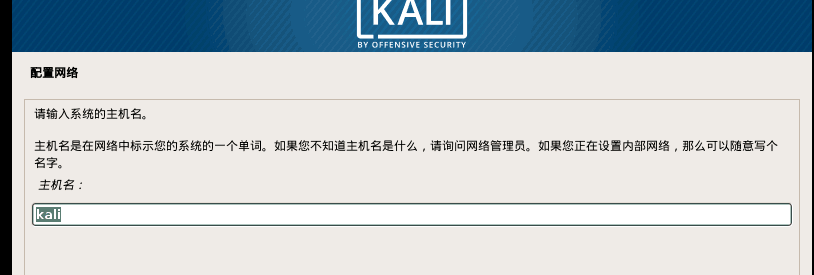 KALI
BY OFFENSIVE SECURITY
配置网络
请输入系统的主机名。
主机名是在网络中标示您的系统的一个单词。如果您不知道主机名是什么，请询问网络管理员。如果您正在设置内部网络，那么可以随意写个
名字。
主机名：
kali